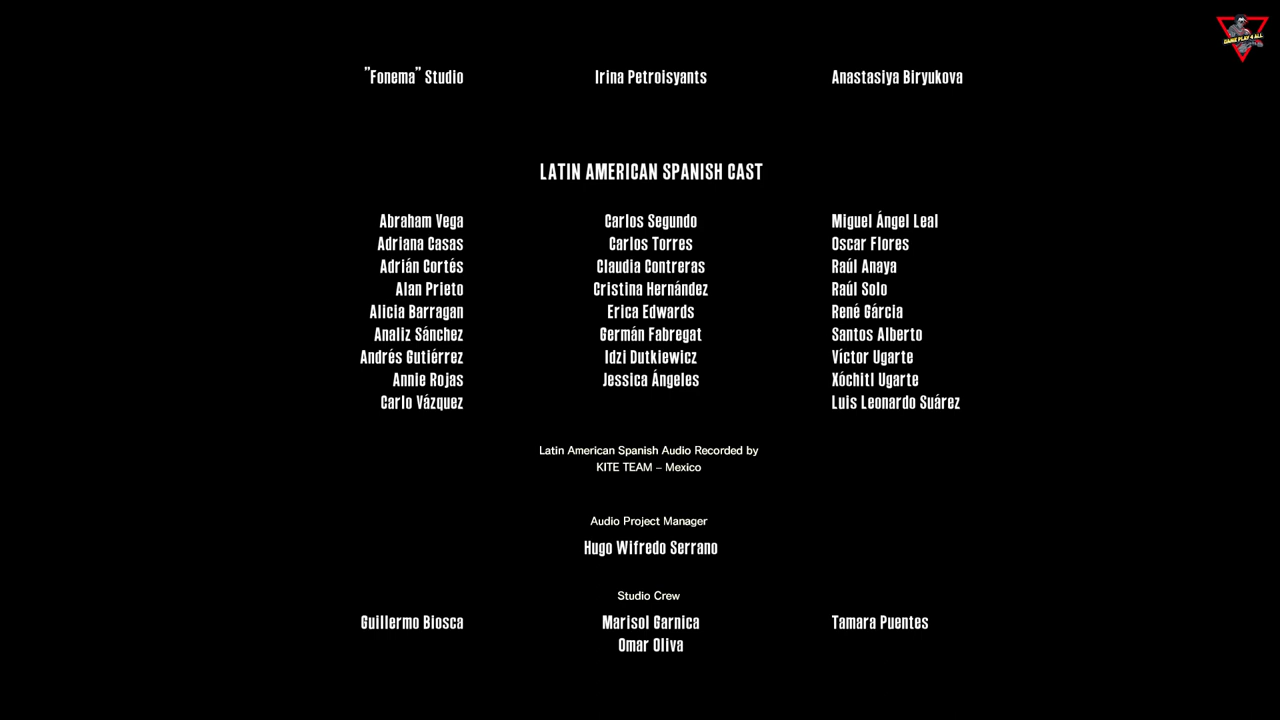 "Fonema" Studio Irina Petroisyants Anastasiya Biryukova
LATIN AMERICAN SPANISH CAST
Abraham Vega Carlos Segundo Miguel Ángel Leal
Adriana Casas Carlos Torres Oscar Flores
Adrián Cortés Claudia Contreras Raúl Anaya
Alan Prieto Cristina Hernández Raúl Solo
Alicia Barragan Erica Edwards René Gárcia
Analiz Sánchez Germán Fabregat Santos Alberto
Andrés Gutiérrez Idzi Dutkiewicz Víctor Ugarte
Annie Rojas Jessica Ángeles Xóchitl Ugarte
Carlo Vázquez Luis Leonardo Suárez
Latin American Spanish Audio Recorded by
KITE TEAM – Mexico
Audio Project Manager
Hugo Wifredo Serrano
Studio Crew
Guillermo Biosca Marisol Garnica Tamara Puentes
Omar Oliva
GAME PLAY 4 ALL